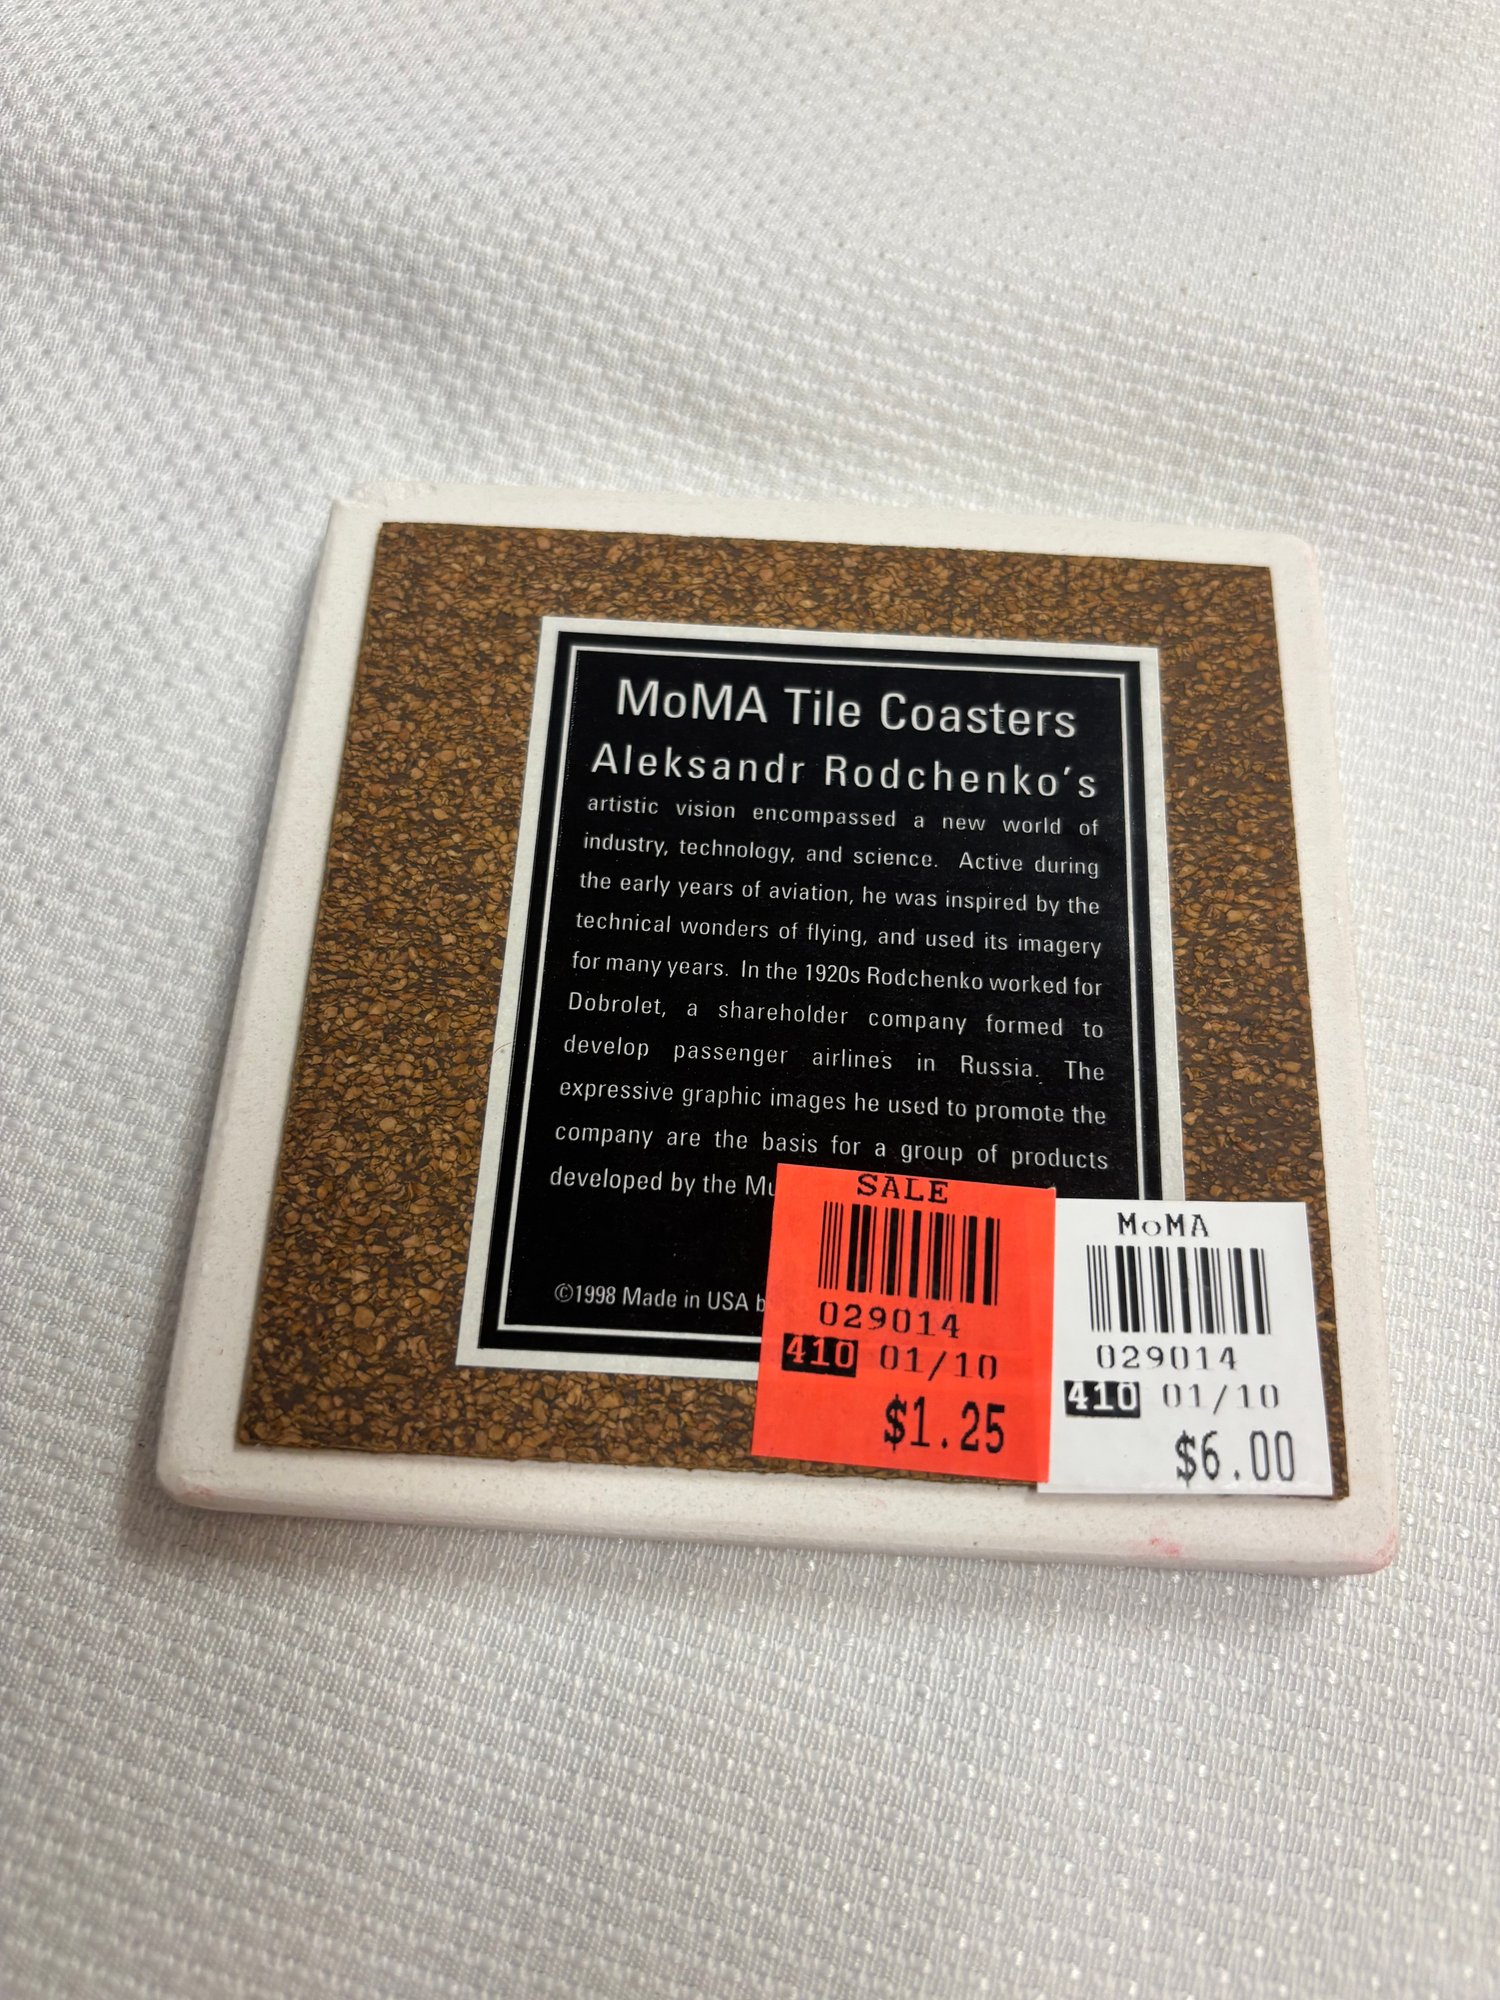 MoMA Tile Coasters
Aleksandr Rodchenko's
artistic vision encompassed a new world of
industry, technology, and science. Active during
the early years of aviation, he was inspired by the
technical wonders of flying, and used its imagery
for many years. In the 1920s Rodchenko worked for
Dobrolet, a shareholder company formed to
develop passenger airlines in Russia. The
expressive graphic images he used to promote the
company are the basis for a group of products
developed by the
©1998 Made in USA
SALE
029014
410 01/10
$1.25
MoMA
029014
410 01/10
$6.00